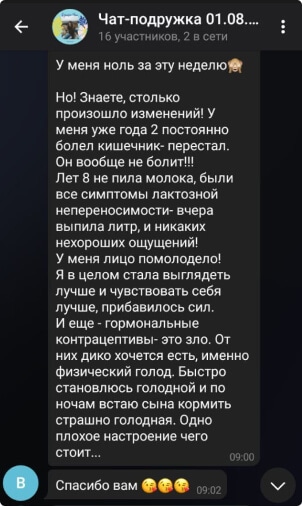 Чат-подружка 01.08....
16 участников, 2 в сети
У меня ноль за эту неделю🙈
Но! Знаете, столько
произошло изменений! У
меня уже года 2 постоянно
болел кишечник- перестал.
Он вообще не болит!!!
Лет 8 не пила молока, были
все симптомы лактозной
непереносимости- вчера
выпила литр, и никаких
нехороших ощущений!
У меня лицо помолодело!
Я в целом стала выглядеть
лучше и чувствовать себя
лучше, прибавилось сил.
И еще - гормональные
контрацептивы- это зло. От
них дико хочется есть, именно
физический голод. Быстро
становлюсь голодной и по
ночам встаю сына кормить
страшно голодная. Одно
плохое настроение чего
стоит...
09:00
В
Спасибо вам 😘😘😘
09:02